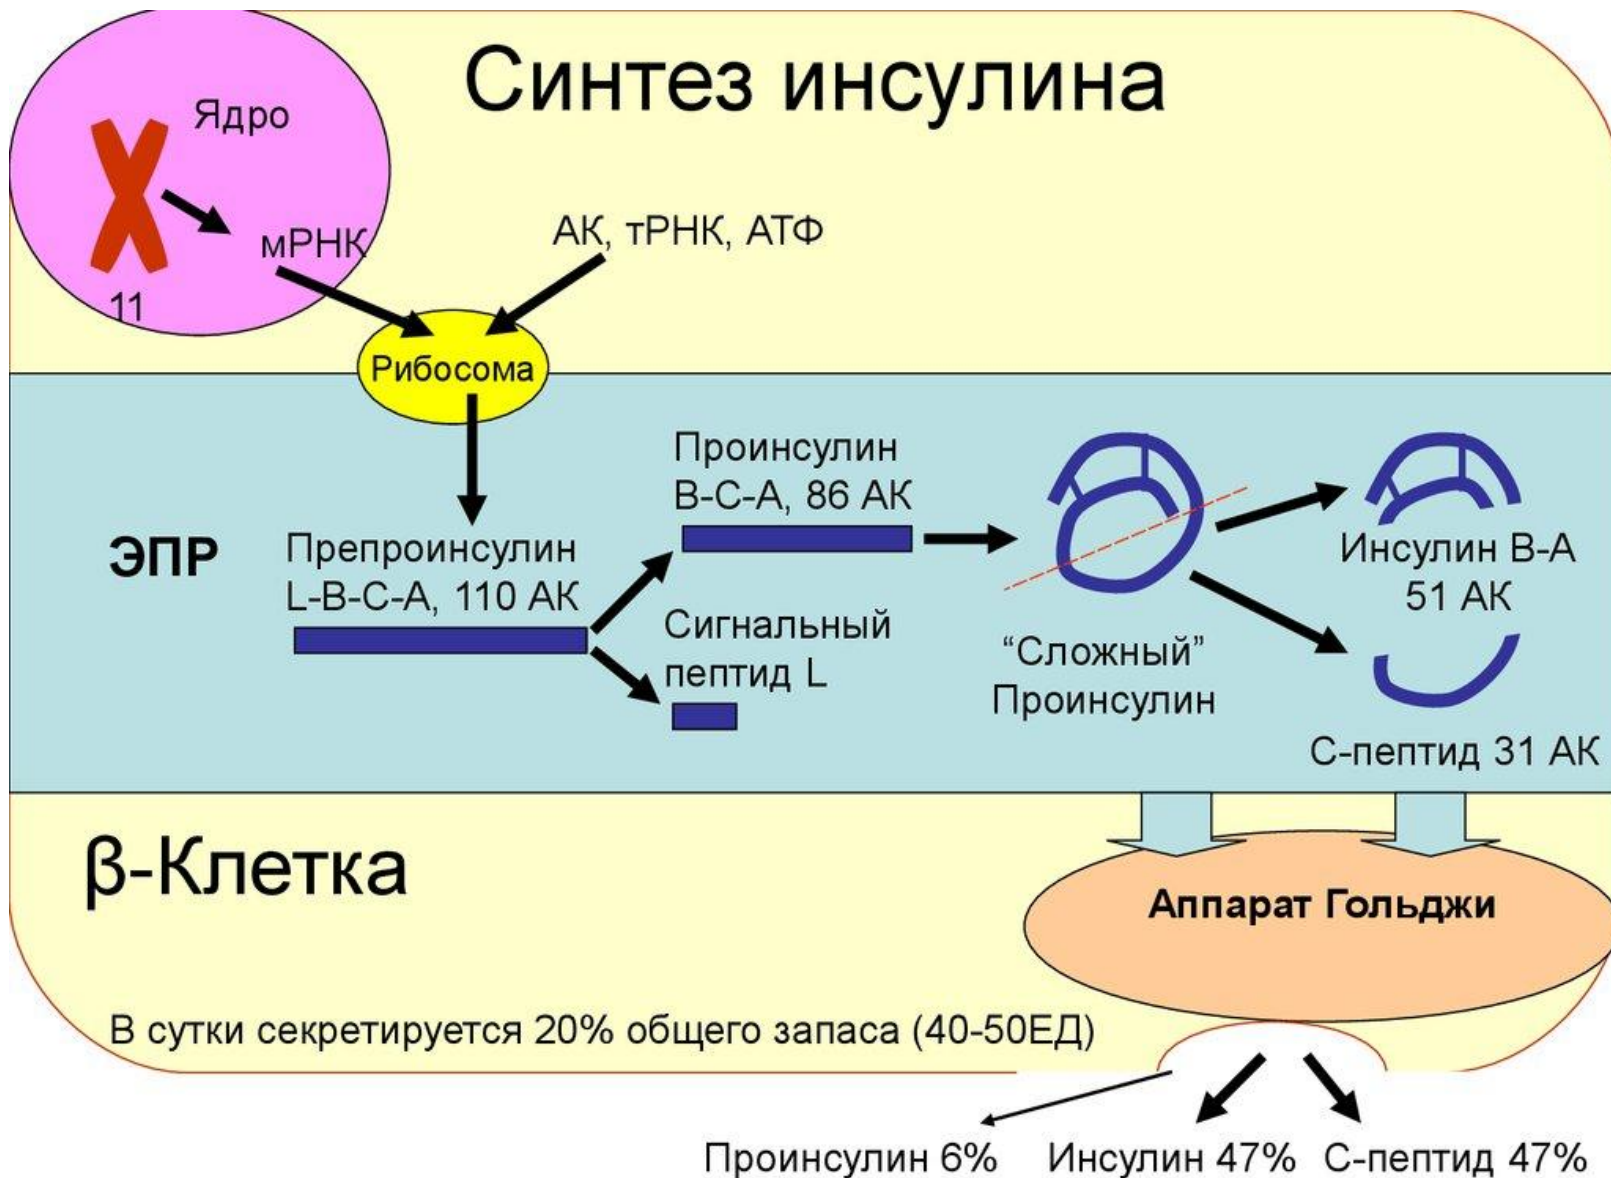 Синтез инсулина
Ядро
мРНК
11
АК, тРНК, АТФ
Рибосома
ЭПР
Препроинсулин
L-B-C-A, 110 АК
Проинсулин
B-C-A, 86 АК
Сигнальный
пептид L
“Сложный”
Проинсулин
Инсулин B-A
51 АК
С-пептид 31 АК
β-Клетка
Аппарат Гольджи
В сутки секретируется 20% общего запаса (40-50ЕД)
Проинсулин 6%
Инсулин 47%
С-пептид 47%